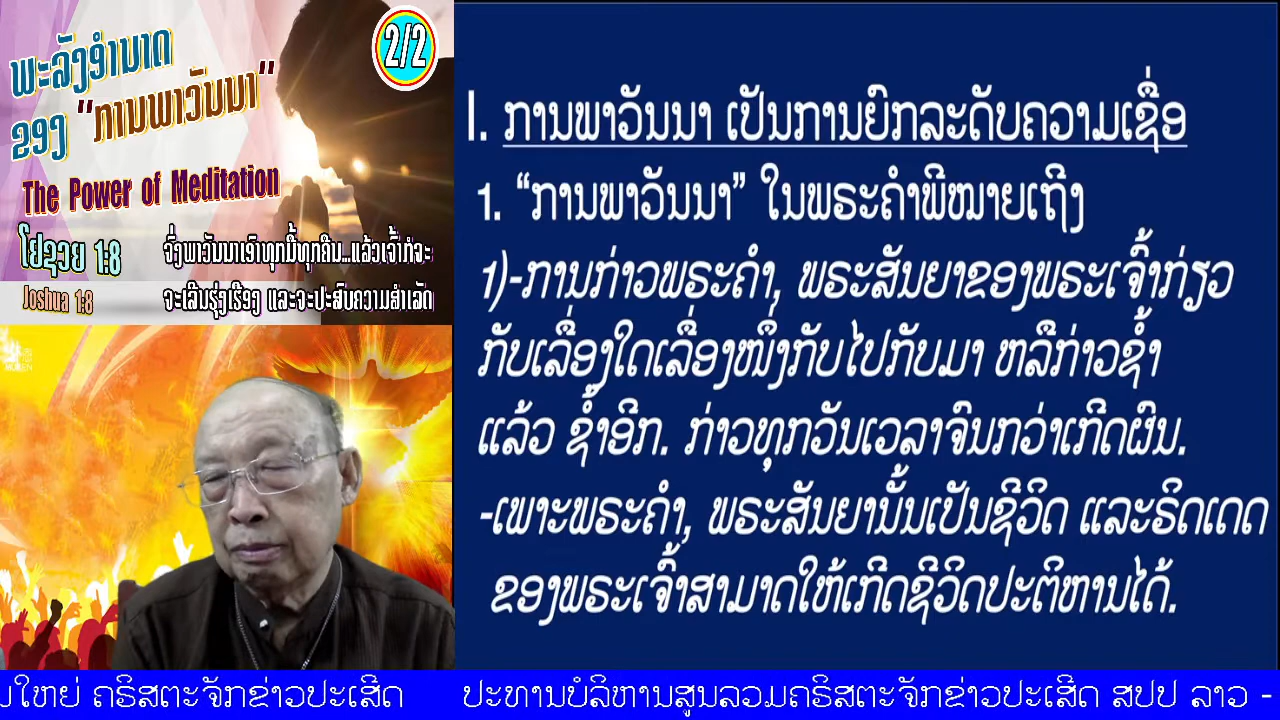 ພະລັງອຳນາດ
ຂອງ "ການພາວັນນາ"
2/2
The Power of Meditation
ໂຢຊວຍ 1:8
ຈົ່ງພາວັນນາເອົາທຸກມື້ທຸກຄືນ...ແລ້ວເຈົ້າກໍຈະ
Joshua 1:8
ຈະເລີນຮຸ່ງເຮືອງ ແລະຈະປະສົບຄວາມສຳເລັດ
I. ການພາວັນນາ ເປັນການຍົກລະດັບຄວາມເຊື່ອ
1. “ການພາວັນນາ” ໃນພຣະຄຳພີໝາຍເຖິງ
1)-ການກ່າວພຣະຄຳ, ພຣະສັນຍາຂອງພຣະເຈົ້າກ່ຽວ
ກັບເລື່ອງໃດເລື່ອງໜຶ່ງກັບໄປກັບມາ ຫລືກ່າວຊ້ຳ
ແລ້ວ ຊ້ຳອີກ. ກ່າວທຸກວັນເວລາຈົນກວ່າເກີດຜົນ.
-ເພາະພຣະຄຳ, ພຣະສັນຍານັ້ນເປັນຊີວິດ ແລະຣິດເດດ
ຂອງພຣະເຈົ້າສາມາດໃຫ້ເກີດຊີວິດປະຕິຫານໄດ້.
ໃຫຍ່ ຄຣິສຕະຈັກຂ່າວປະເສີດ ປະທານບໍລິຫານສູນລວມຄຣິສຕະຈັກຂ່າວປະເສີດ ສປປ ລາວ -